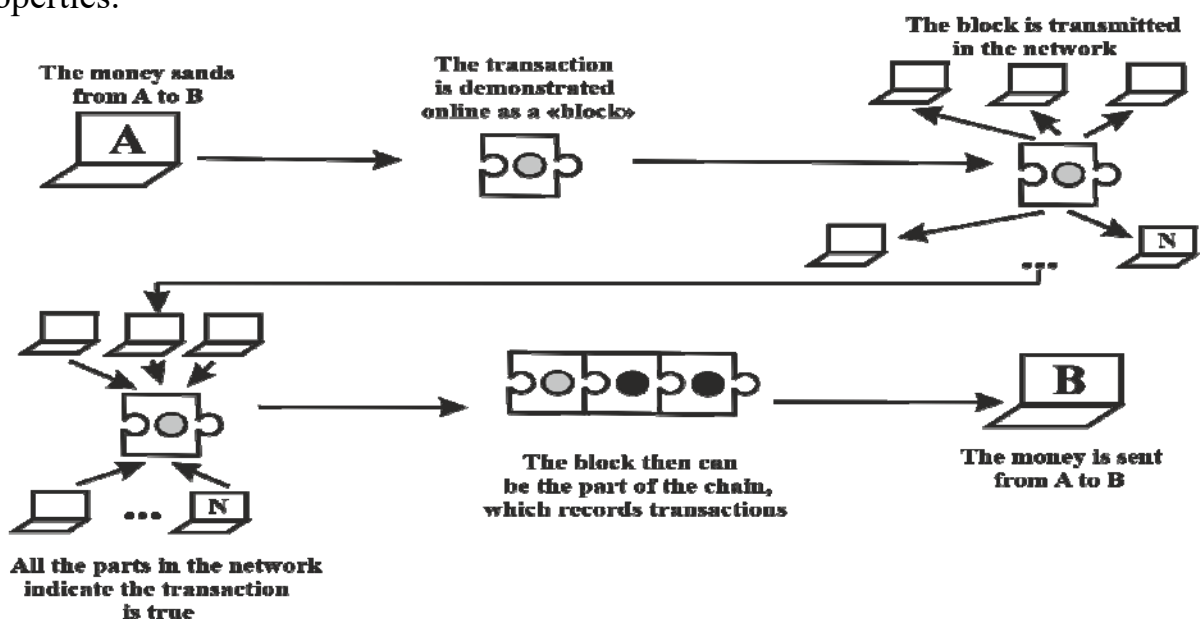 operties.
The money sands
from A to B
A
The transaction
is demonstrated
online as a «block»
The block is transmitted
in the network
N
...
N
...
All the parts in the network
indicate the transaction
is true
The block then can
be the part of the chain,
which records transactions
B
The money is sent
from A to B